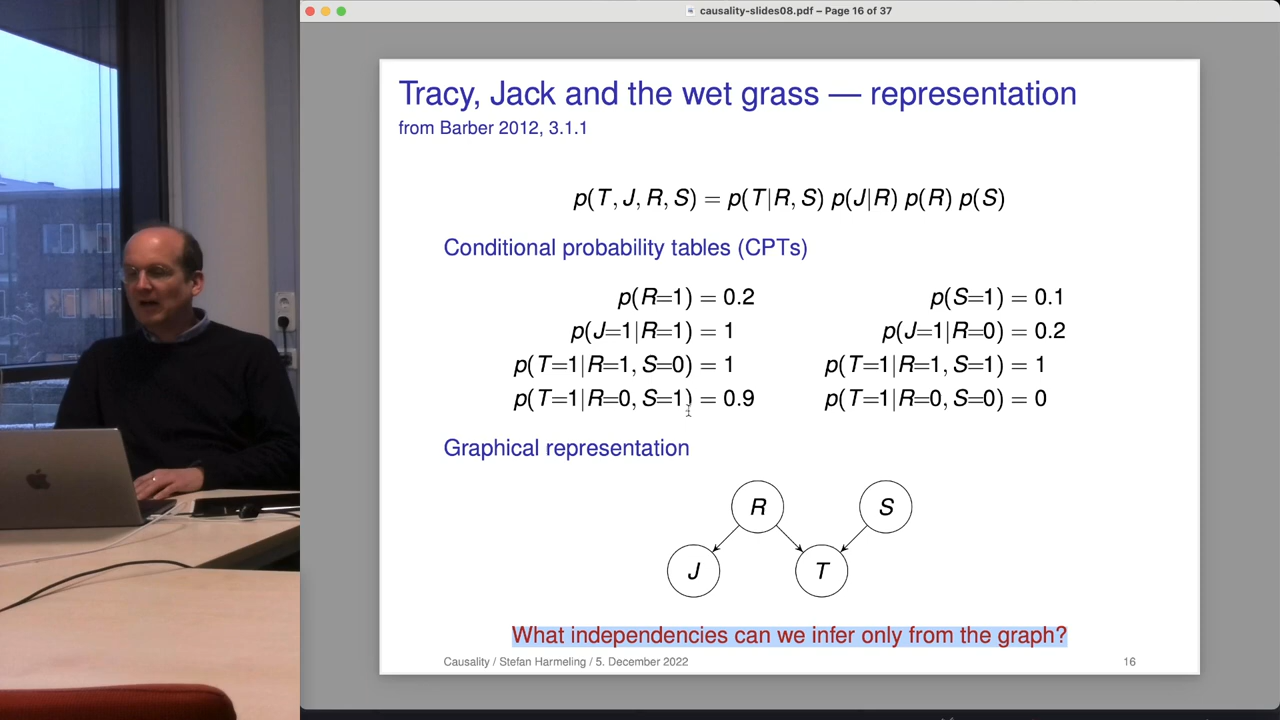 causality-slides08.pdf – Page 16 of 37
Tracy, Jack and the wet grass — representation
from Barber 2012, 3.1.1
p(T, J, R, S) = p(T|R, S) p(J|R) p(R) p(S)
Conditional probability tables (CPTs)
p(R=1) = 0.2 p(S=1) = 0.1
p(J=1|R=1) = 1 p(J=1|R=0) = 0.2
p(T=1|R=1, S=0) = 1 p(T=1|R=1, S=1) = 1
p(T=1|R=0, S=1) = 0.9 p(T=1|R=0, S=0) = 0
Graphical representation
R S
J T
What independencies can we infer only from the graph?
Causality / Stefan Harmeling / 5. December 2022 16